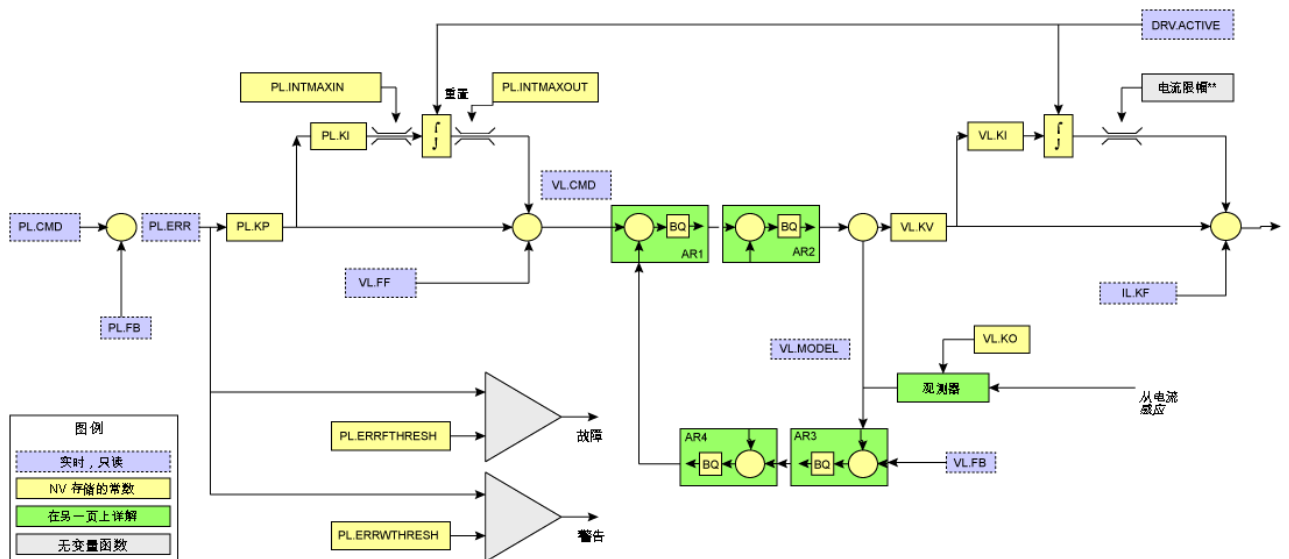 DRV.ACTIVE
PL.INTMAXIN
重置
PL.INTMAXOUT
电流限幅**
PL.KI
∫
VL.KI
∫
VL.CMD
PL.CMD
PL.ERR
PL.KP
BQ
AR1
BQ
AR2
VL.KV
VL.FF
IL.KF
PL.FB
VL.MODEL
VL.KO
观测器
从电流
感应
图例
实时，只读
NV 存储的常数
在另一页上详解
无变量函数
PL.ERRFTHRESH
故障
AR4
BQ
AR3
BQ
VL.FB
PL.ERRWTHRESH
警告